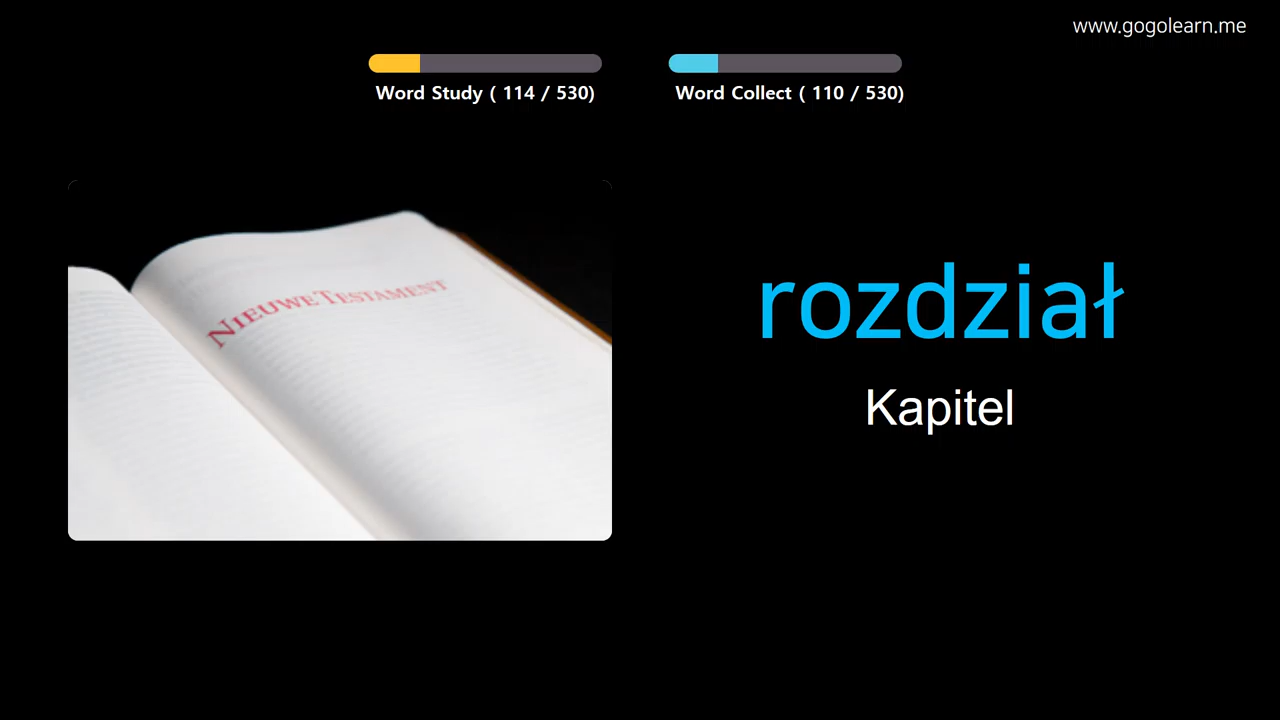 www.gogolearn.me
Word Study ( 114 / 530)
Word Collect ( 110 / 530)
NIEUWE TESTAMENT
rozdział
Kapitel